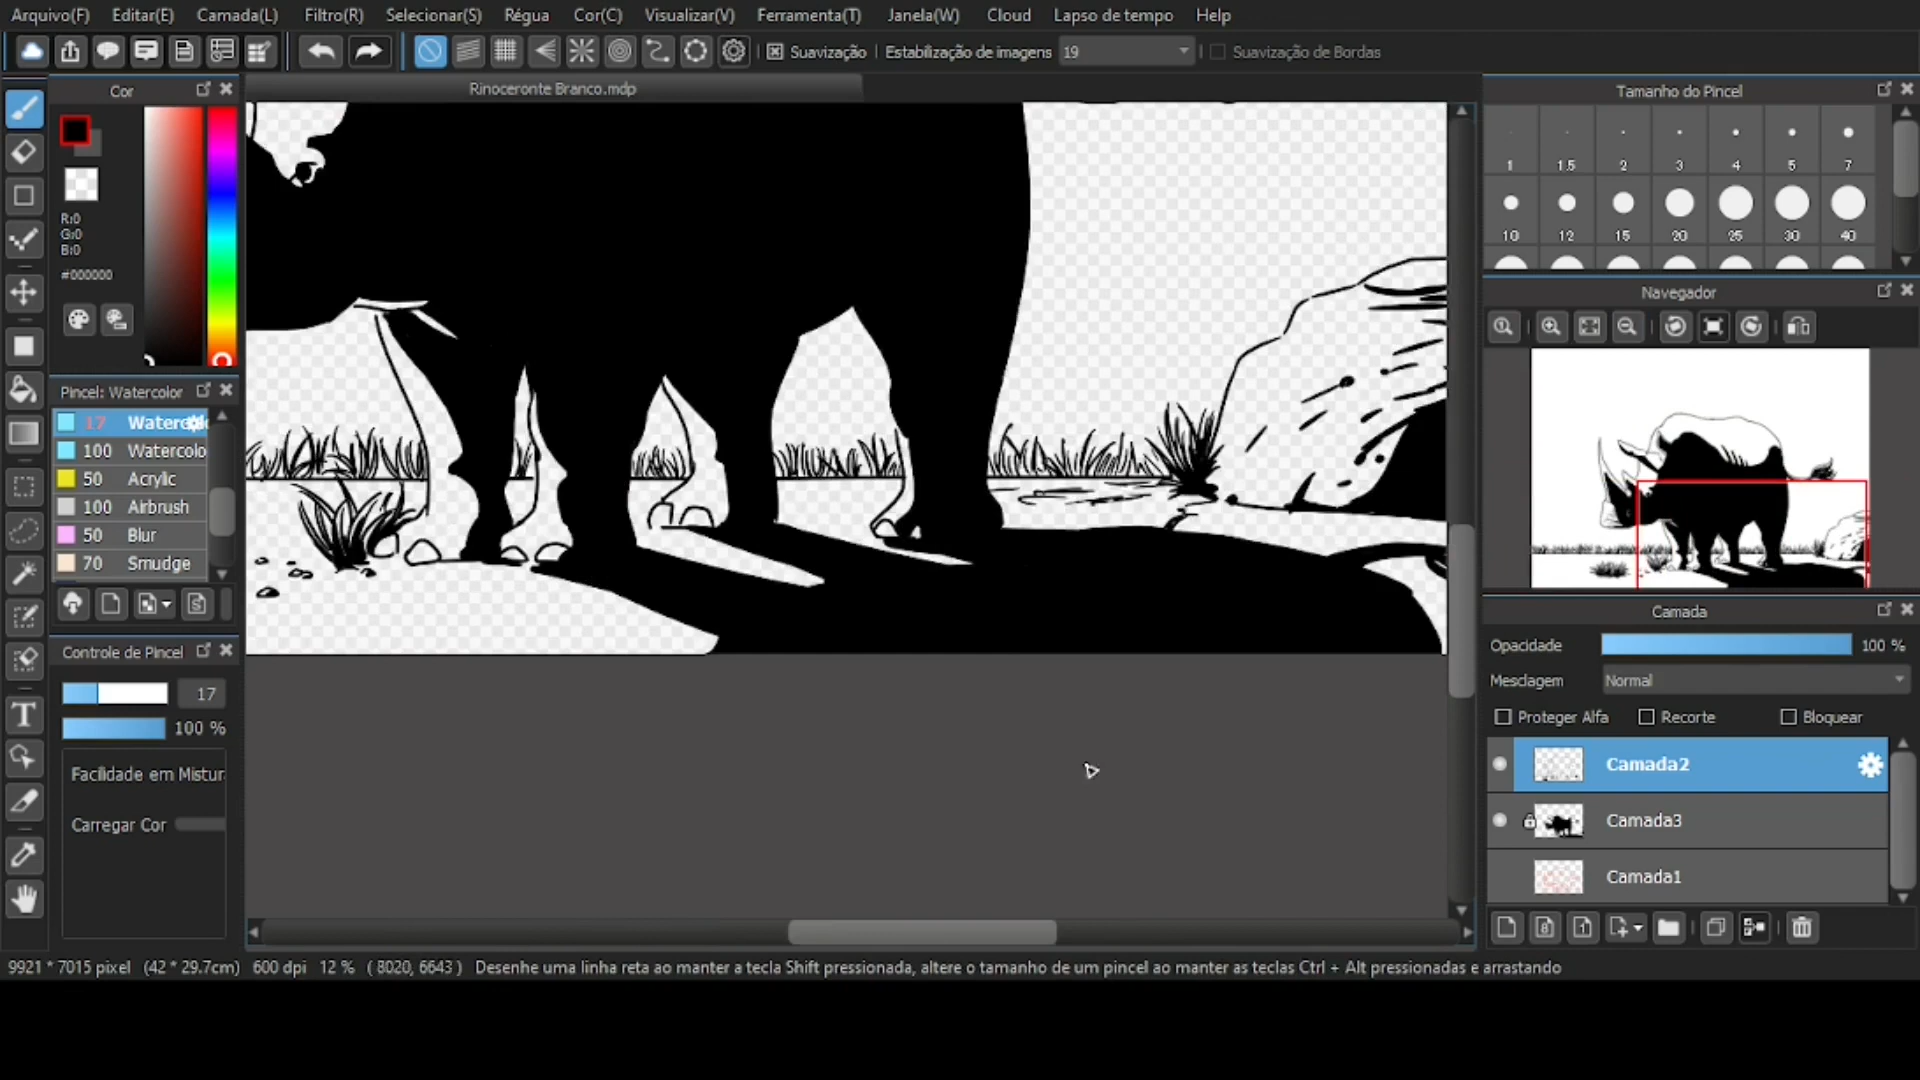 Arquivo(F) Editar(E) Camada(L) Filtro(R) Selecionar(S) Régua Cor(C) Visualizar(V) Ferramenta(T) Janela(W) Cloud Lapso de tempo Help
Suavização Estabilização de imagens 19 Suavização de Bordas
Cor
Rinoceronte Branco.mdp
Tamanho do Pincel
R:0
G:0
B:0
#000000
1 1.5 2 3 4 5 7
10 12 15 20 25 30 40
Navegador
Pincel: Watercolor
17 Watercolo
100 Watercolo
50 Acrylic
100 Airbrush
50 Blur
70 Smudge
Controle de Pincel
17
100 %
Facilidade em Mistur
Carregar Cor
Camada
Opacidade 100 %
Mesclagem Normal
Proteger Alfa Recorte Bloquear
Camada2
Camada3
Camada1
9921 * 7015 pixel (42 * 29.7cm) 600 dpi 12 % ( 8020, 6643 ) Desenhe uma linha reta ao manter a tecla Shift pressionada, altere o tamanho de um pincel ao manter as teclas Ctrl + Alt pressionadas e arrastando